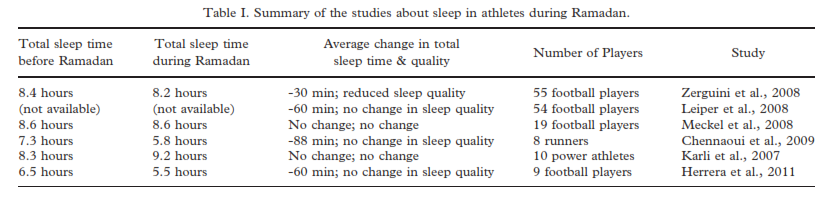 Table I. Summary of the studies about sleep in athletes during Ramadan.
Total sleep time before Ramadan Total sleep time during Ramadan Average change in total sleep time & quality Number of Players Study
8.4 hours 8.2 hours -30 min; reduced sleep quality 55 football players Zerguini et al., 2008
(not available) (not available) -60 min; no change in sleep quality 54 football players Leiper et al., 2008
8.6 hours 8.6 hours No change; no change 19 football players Meckel et al., 2008
7.3 hours 5.8 hours -88 min; no change in sleep quality 8 runners Chennaoui et al., 2009
8.3 hours 9.2 hours No change; no change 10 power athletes Karli et al., 2007
6.5 hours 5.5 hours -60 min; no change in sleep quality 9 football players Herrera et al., 2011